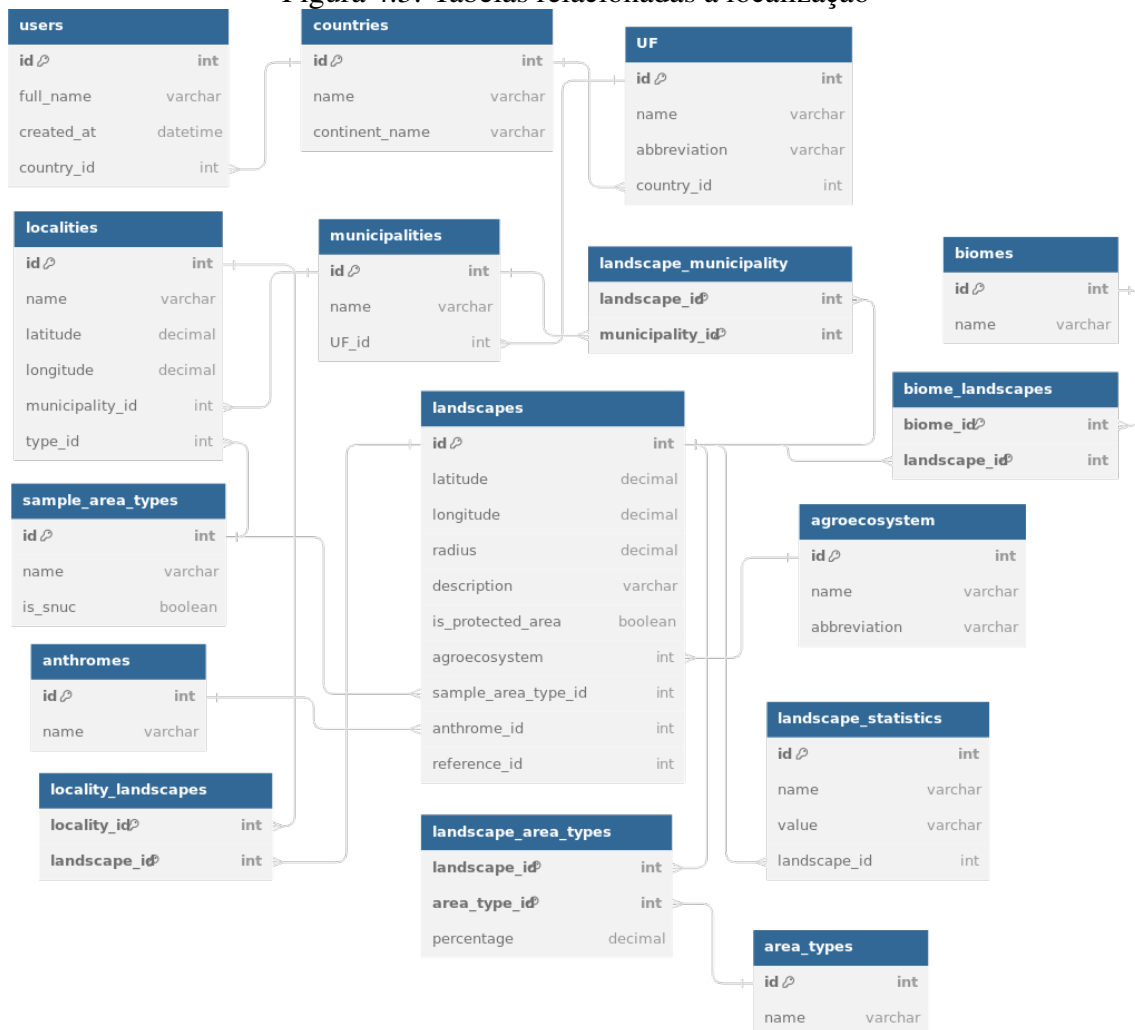 Figura 4.3: Tabelas relacionadas à localização
users
id int
full_name varchar
created_at datetime
country_id int
countries
id int
name varchar
continent_name varchar
UF
id int
name varchar
abbreviation varchar
country_id int
localities
id int
name varchar
latitude decimal
longitude decimal
municipality_id int
type_id int
municipalities
id int
name varchar
UF_id int
landscape_municipality
landscape_id int
municipality_id int
biomes
id int
name varchar
biome_landscapes
biome_id int
landscape_id int
landscapes
id int
latitude decimal
longitude decimal
radius decimal
description varchar
is_protected_area boolean
agroecosystem int
sample_area_type_id int
anthrome_id int
reference_id int
sample_area_types
id int
name varchar
is_snuc boolean
agroecosystem
id int
name varchar
abbreviation varchar
anthromes
id int
name varchar
landscape_statistics
id int
name varchar
value varchar
landscape_id int
locality_landscapes
locality_id int
landscape_id int
landscape_area_types
landscape_id int
area_type_id int
percentage decimal
area_types
id int
name varchar